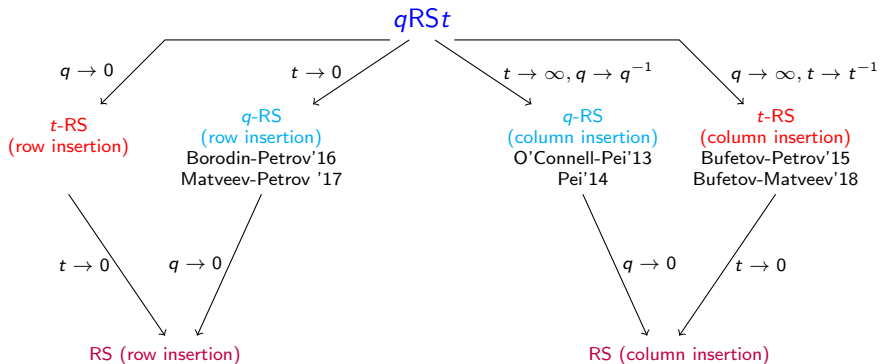 qRSt
q → 0
t → 0
t → ∞, q → q⁻¹
q → ∞, t → t⁻¹
t-RS
(row insertion)
q-RS
(row insertion)
Borodin-Petrov'16
Matveev-Petrov '17
q-RS
(column insertion)
O'Connell-Pei'13
Pei'14
t-RS
(column insertion)
Bufetov-Petrov'15
Bufetov-Matveev'18
t → 0
q → 0
q → 0
t → 0
RS (row insertion)
RS (column insertion)